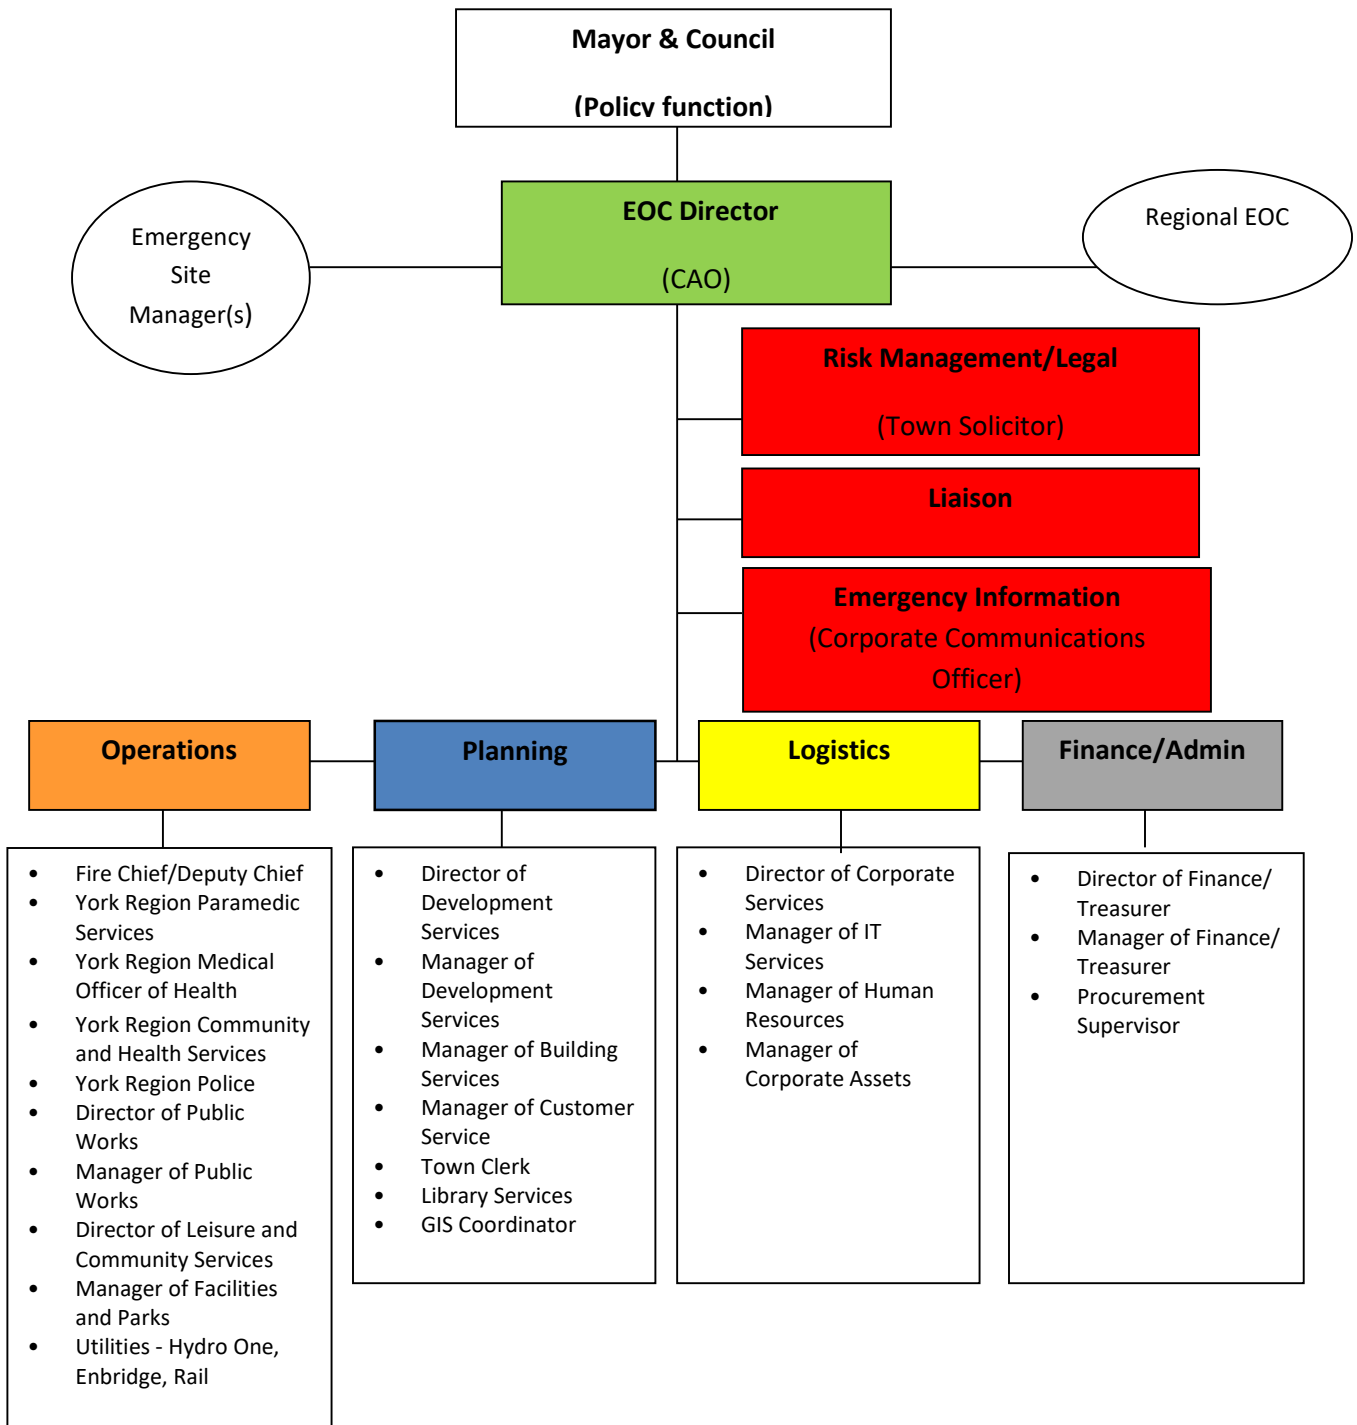 Mayor & Council
(Policy function)
EOC Director
(CAO)
Emergency
Site
Manager(s)
Regional EOC
Risk Management/Legal
(Town Solicitor)
Liaison
Emergency Information
(Corporate Communications
Officer)
Operations
Planning
Logistics
Finance/Admin
• Fire Chief/Deputy Chief
• York Region Paramedic
Services
• York Region Medical
Officer of Health
• York Region Community
and Health Services
• York Region Police
• Director of Public
Works
• Manager of Public
Works
• Director of Leisure and
Community Services
• Manager of Facilities
and Parks
• Utilities - Hydro One,
Enbridge, Rail
• Director of
Development
Services
• Manager of
Development
Services
• Manager of Building
Services
• Manager of Customer
Service
• Town Clerk
• Library Services
• GIS Coordinator
• Director of Corporate
Services
• Manager of IT
Services
• Manager of Human
Resources
• Manager of
Corporate Assets
• Director of Finance/
Treasurer
• Manager of Finance/
Treasurer
• Procurement
Supervisor